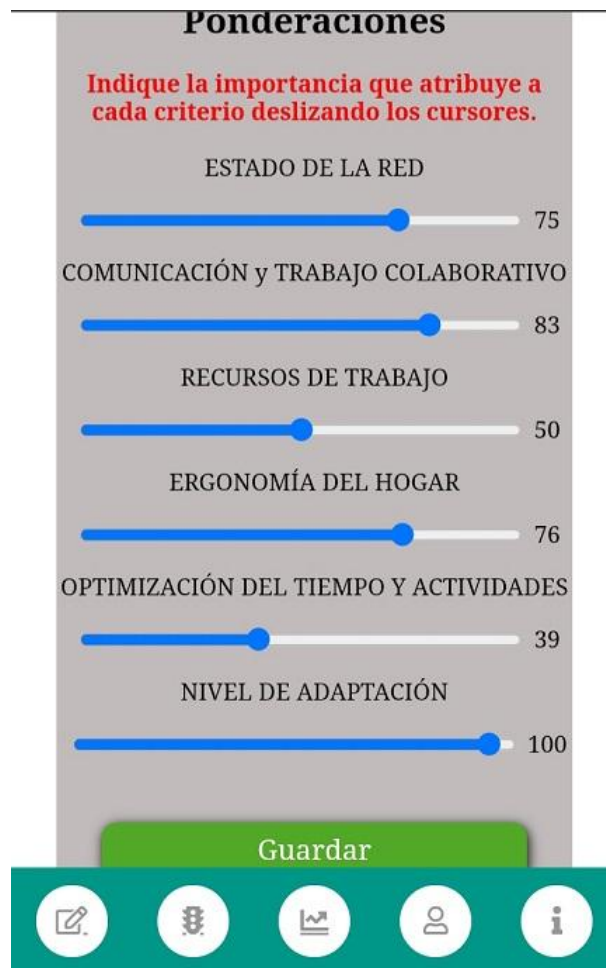 Ponderaciones
Indique la importancia que atribuye a
cada criterio deslizando los cursores.
ESTADO DE LA RED
75
COMUNICACIÓN y TRABAJO COLABORATIVO
83
RECURSOS DE TRABAJO
50
ERGONOMÍA DEL HOGAR
76
OPTIMIZACIÓN DEL TIEMPO Y ACTIVIDADES
39
NIVEL DE ADAPTACIÓN
100
Guardar